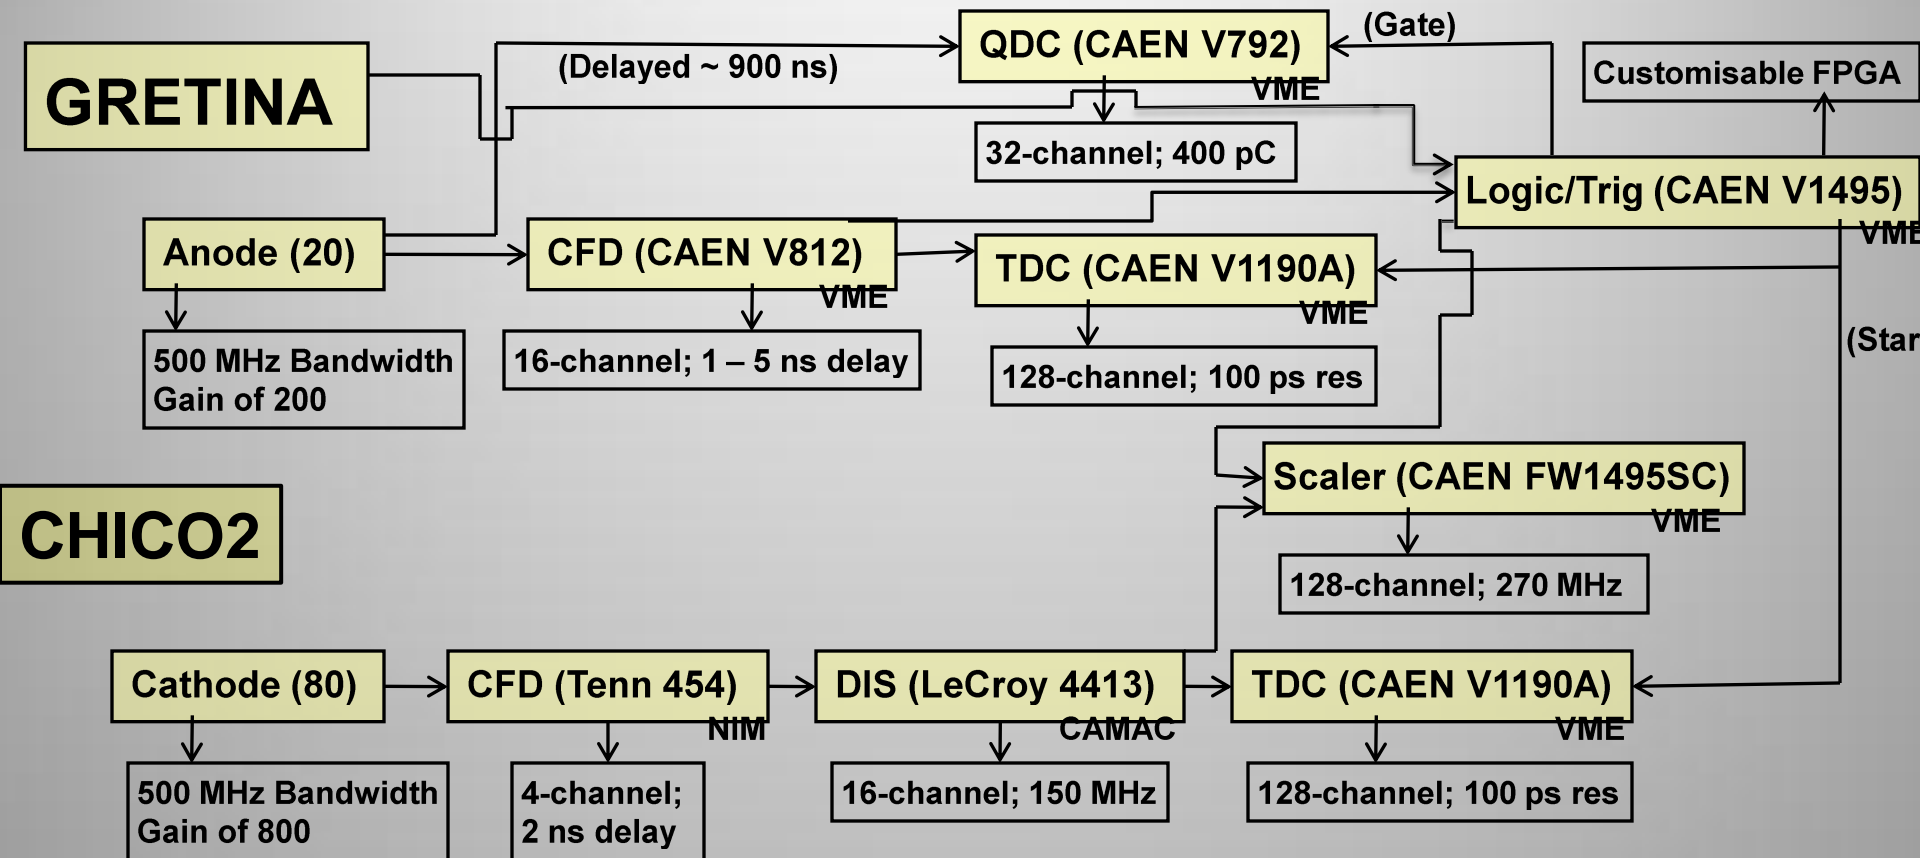 QDC (CAEN V792)
(Gate)
VME
(Delayed ~ 900 ns)
Customisable FPGA
GRETINA
32-channel; 400 pC
Logic/Trig (CAEN V1495)
VME
Anode (20)
CFD (CAEN V812)
VME
TDC (CAEN V1190A)
VME
(Star
500 MHz Bandwidth
Gain of 200
16-channel; 1 – 5 ns delay
128-channel; 100 ps res
Scaler (CAEN FW1495SC)
VME
CHICO2
128-channel; 270 MHz
Cathode (80)
CFD (Tenn 454)
NIM
DIS (LeCroy 4413)
CAMAC
TDC (CAEN V1190A)
VME
500 MHz Bandwidth
Gain of 800
4-channel;
2 ns delay
16-channel; 150 MHz
128-channel; 100 ps res